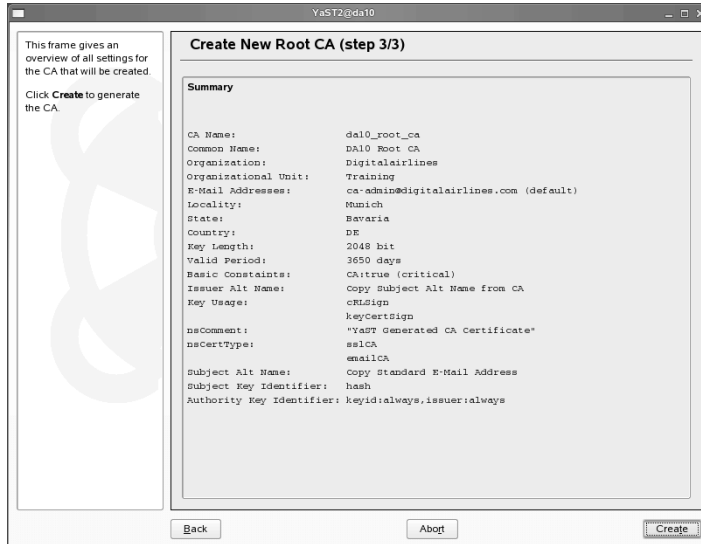 YaST2@da10
This frame gives an
overview of all settings for
the CA that will be created.
Click Create to generate
the CA.
Create New Root CA (step 3/3)
Summary
CA Name: da10_root_ca
Common Name: DA10 Root CA
Organization: Digitalairlines
Organizational Unit: Training
E-Mail Addresses: ca-admin@digitalairlines.com (default)
Locality: Munich
State: Bavaria
Country: DE
Key Length: 2048 bit
Valid Period: 3650 days
Basic Constaints: CA:true (critical)
Issuer Alt Name: Copy Subject Alt Name from CA
Key Usage: cRLSign
keyCertSign
nsComment: "YaST Generated CA Certificate"
nsCertType: sslCA
emailCA
Subject Alt Name: Copy Standard E-Mail Address
Subject Key Identifier: hash
Authority Key Identifier: keyid:always,issuer:always
Back Abort Create